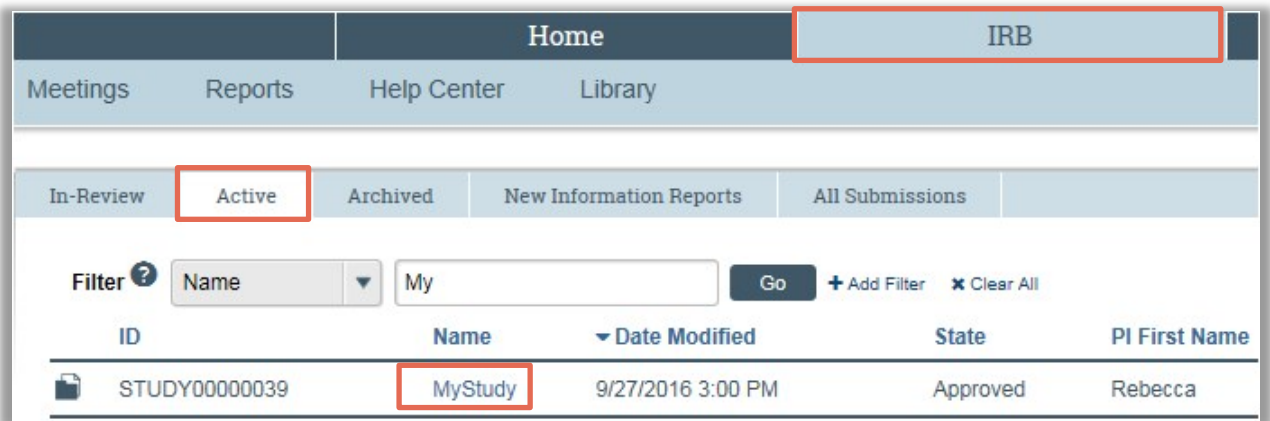 Home IRB
Meetings Reports Help Center Library
In-Review Active Archived New Information Reports All Submissions
Filter ? Name My Go + Add Filter × Clear All
ID Name Date Modified State PI First Name
STUDY00000039 MyStudy 9/27/2016 3:00 PM Approved Rebecca